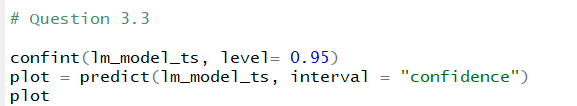 # Question 3.3
confint(lm_model_ts, level= 0.95)
plot = predict(lm_model_ts, interval = "confidence")
plot